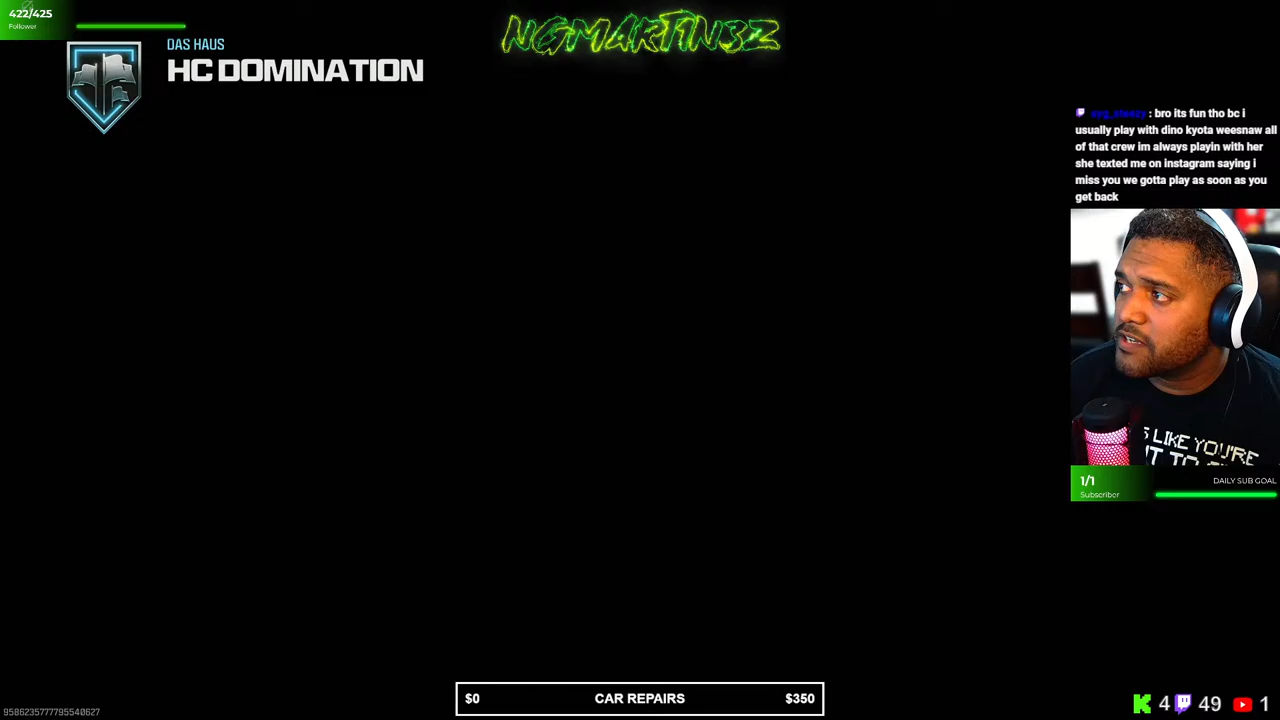 422/425
Follower
NGMART1N3Z
DAS HAUS
HC DOMINATION
: bro its fun tho bc i
usually play with dino kyota weesnaw all
of that crew im always playin with her
she texted me on instagram saying i
miss you we gotta play as soon as you
get back
LIKE YOU'RE
1/1
Subscriber
DAILY SUB GOAL
$0
CAR REPAIRS
$350
9586235777795540627
4
49
1